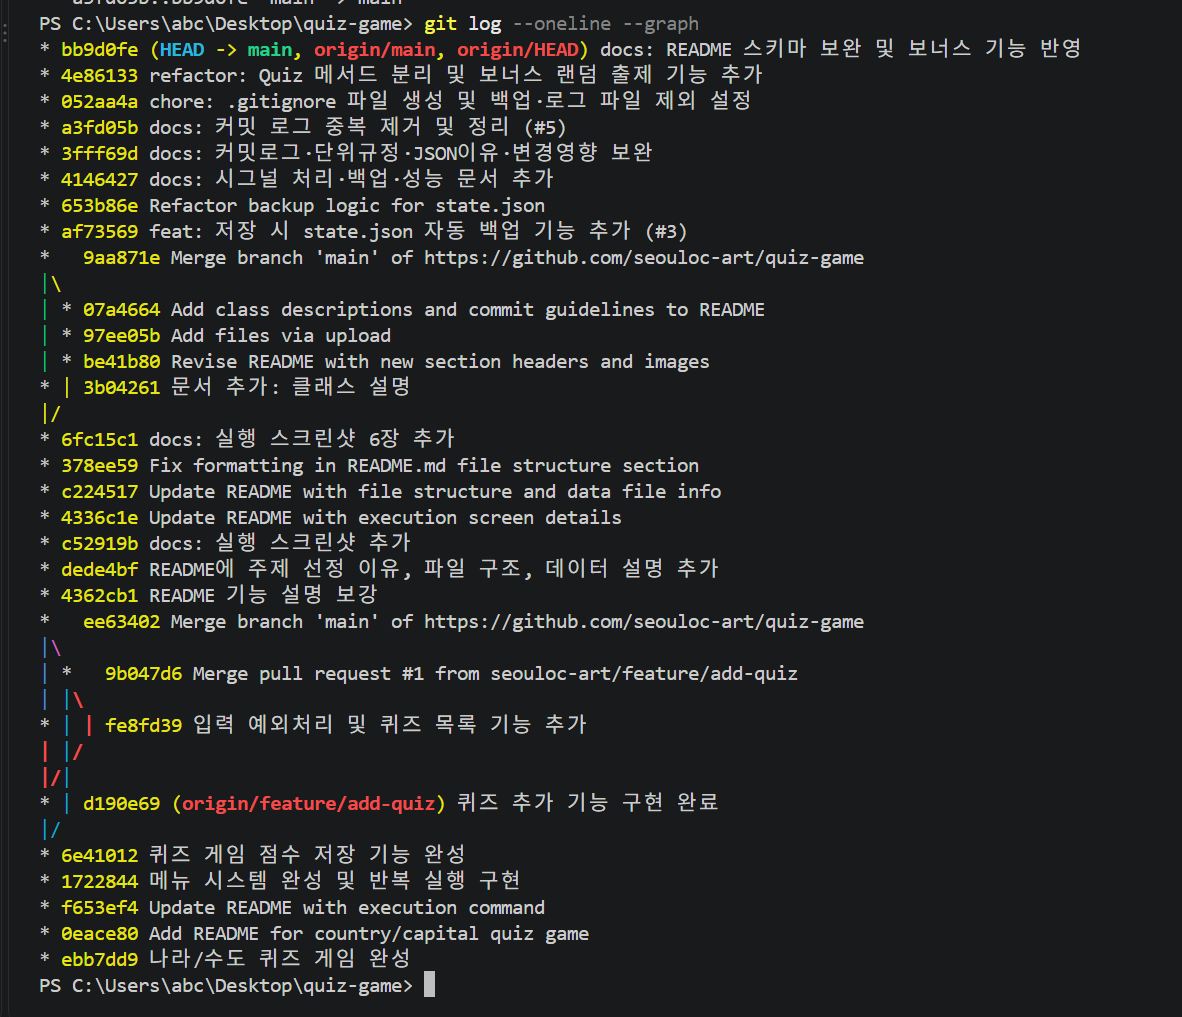 PS C:\Users\abc\Desktop\quiz-game> git log --oneline --graph
* bb9d0fe (HEAD -> main, origin/main, origin/HEAD) docs: README 스키마 보완 및 보너스 기능 반영
* 4e86133 refactor: Quiz 메서드 분리 및 보너스 랜덤 출제 기능 추가
* 052aa4a chore: .gitignore 파일 생성 및 백업·로그 파일 제외 설정
* a3fd05b docs: 커밋 로그 중복 제거 및 정리 (#5)
* 3fff69d docs: 커밋로그·단위규정·JSON이유·변경영향 보완
* 4146427 docs: 시그널 처리·백업·성능 문서 추가
* 653b86e Refactor backup logic for state.json
* af73569 feat: 저장 시 state.json 자동 백업 기능 추가 (#3)
*   9aa871e Merge branch 'main' of https://github.com/seouloc-art/quiz-game
|\
| * 07a4664 Add class descriptions and commit guidelines to README
| * 97ee05b Add files via upload
| * be41b80 Revise README with new section headers and images
* | 3b04261 문서 추가: 클래스 설명
|/
* 6fc15c1 docs: 실행 스크린샷 6장 추가
* 378ee59 Fix formatting in README.md file structure section
* c224517 Update README with file structure and data file info
* 4336c1e Update README with execution screen details
* c52919b docs: 실행 스크린샷 추가
* dede4bf README에 주제 선정 이유, 파일 구조, 데이터 설명 추가
* 4362cb1 README 기능 설명 보강
*   ee63402 Merge branch 'main' of https://github.com/seouloc-art/quiz-game
|\
| *   9b047d6 Merge pull request #1 from seouloc-art/feature/add-quiz
| |\
* | | fe8fd39 입력 예외처리 및 퀴즈 목록 기능 추가
| |/
|/|
* | d190e69 (origin/feature/add-quiz) 퀴즈 추가 기능 구현 완료
|/
* 6e41012 퀴즈 게임 점수 저장 기능 완성
* 1722844 메뉴 시스템 완성 및 반복 실행 구현
* f653ef4 Update README with execution command
* 0eace80 Add README for country/capital quiz game
* ebb7dd9 나라/수도 퀴즈 게임 완성
PS C:\Users\abc\Desktop\quiz-game>